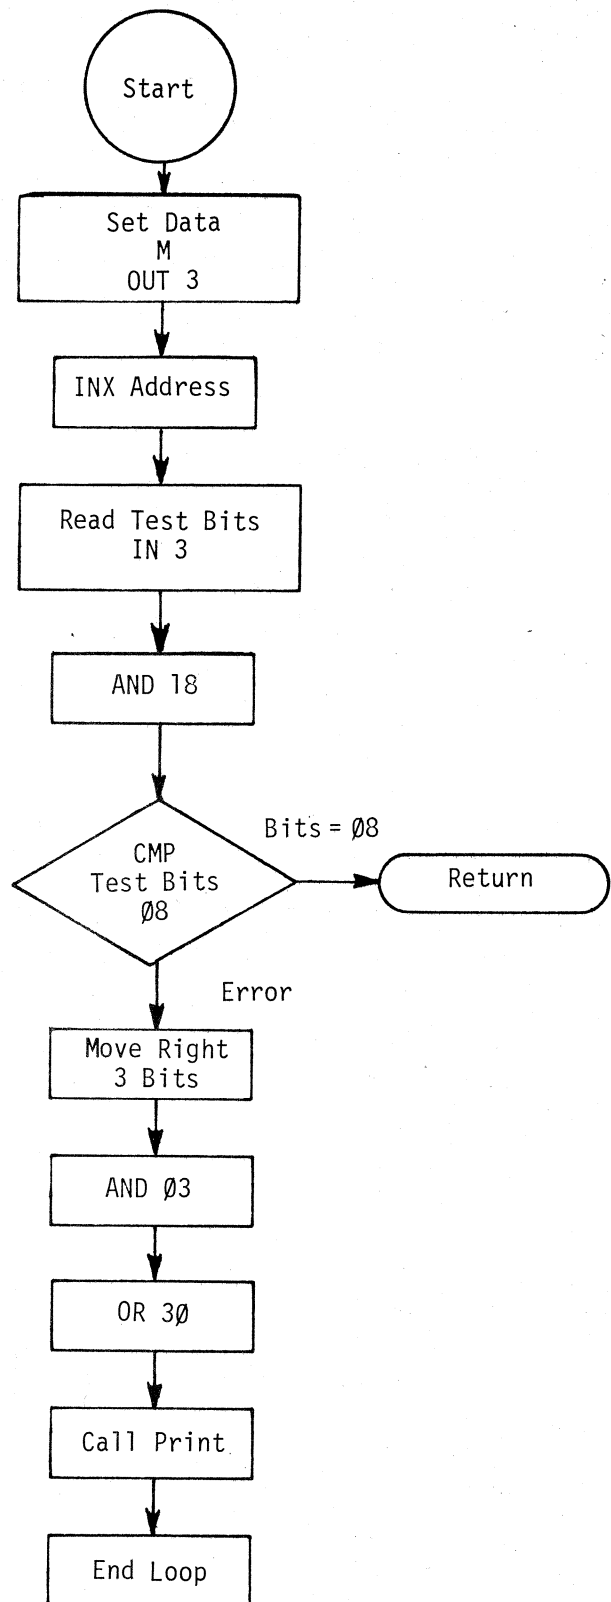 Start
Set Data
M
OUT 3
INX Address
Read Test Bits
IN 3
AND 18
Bits = Ø8
CMP
Test Bits
Ø8
Return
Error
Move Right
3 Bits
AND Ø3
OR 3Ø
Call Print
End Loop